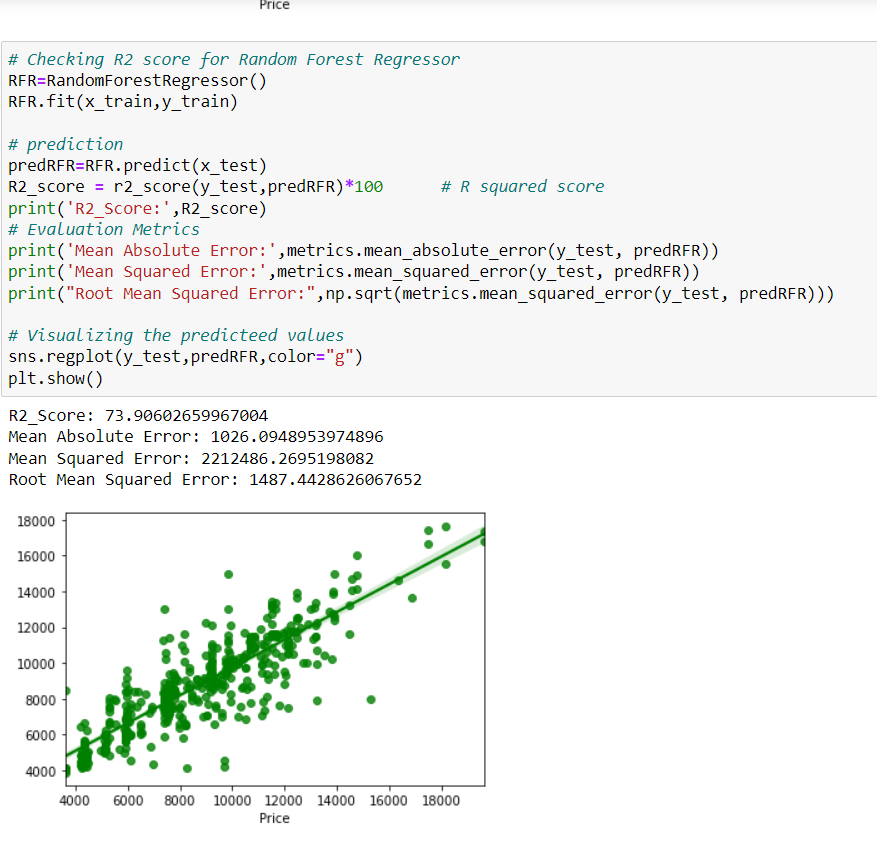 Price
# Checking R2 score for Random Forest Regressor
RFR=RandomForestRegressor()
RFR.fit(x_train,y_train)
# prediction
predRFR=RFR.predict(x_test)
R2_score = r2_score(y_test,predRFR)*100      # R squared score
print('R2_Score:',R2_score)
# Evaluation Metrics
print('Mean Absolute Error:',metrics.mean_absolute_error(y_test, predRFR))
print('Mean Squared Error:',metrics.mean_squared_error(y_test, predRFR))
print("Root Mean Squared Error:",np.sqrt(metrics.mean_squared_error(y_test, predRFR)))
# Visualizing the predicteed values
sns.regplot(y_test,predRFR,color="g")
plt.show()
R2_Score: 73.90602659967004
Mean Absolute Error: 1026.0948953974896
Mean Squared Error: 2212486.2695198082
Root Mean Squared Error: 1487.4428626067652
18000
16000
14000
12000
10000
8000
6000
4000
4000 6000 8000 10000 12000 14000 16000 18000
Price